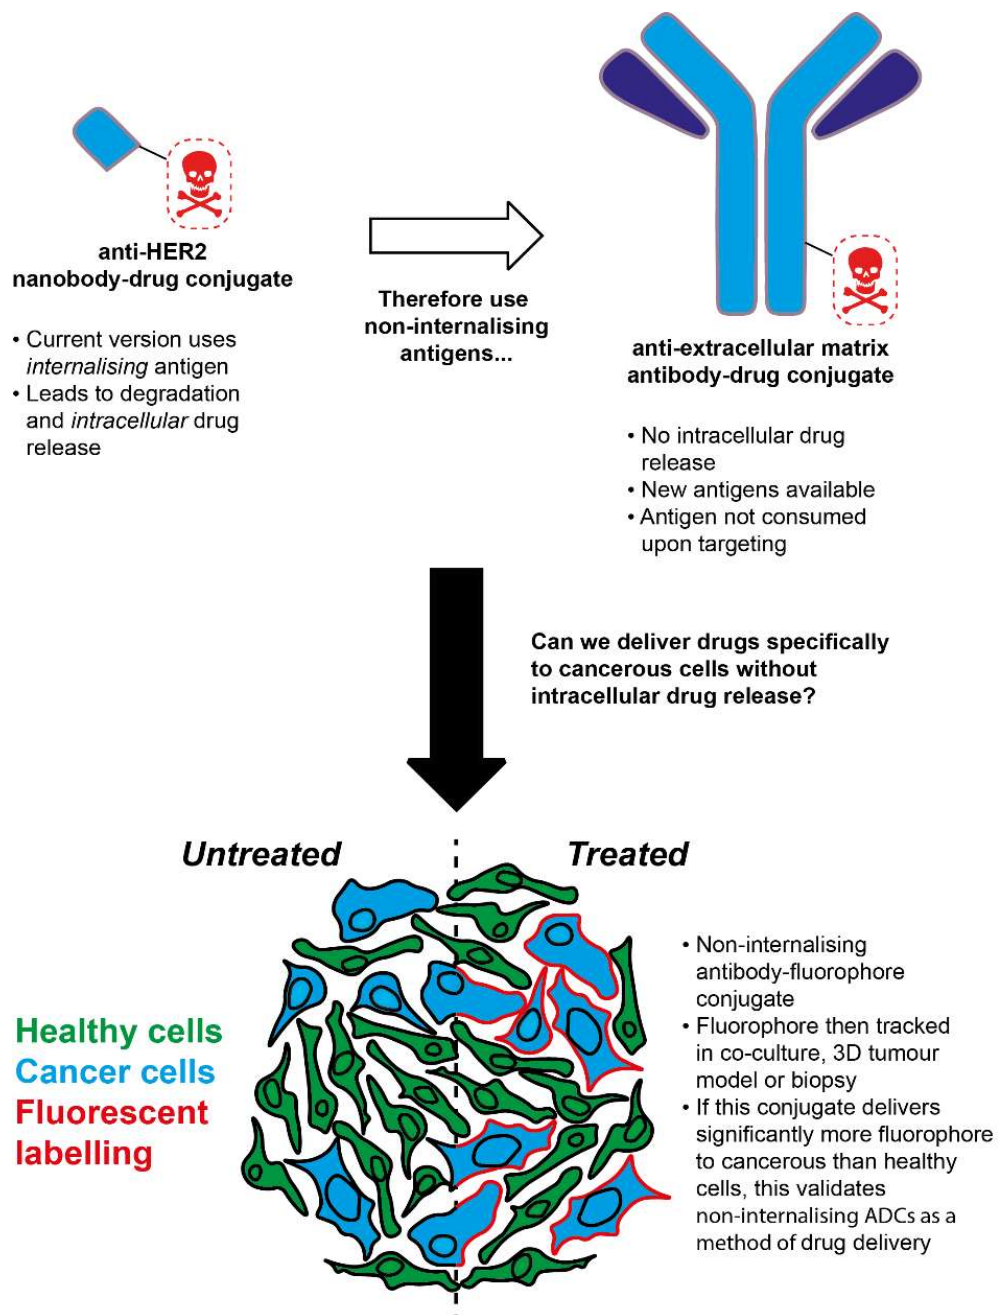 anti-HER2
nanobody-drug conjugate
• Current version uses
internalising antigen
• Leads to degradation
and intracellular drug
release
Therefore use
non-internalising
antigens...
anti-extracellular matrix
antibody-drug conjugate
• No intracellular drug
release
• New antigens available
• Antigen not consumed
upon targeting
Can we deliver drugs specifically
to cancerous cells without
intracellular drug release?
Untreated
Treated
Healthy cells
Cancer cells
Fluorescent
labelling
• Non-internalising
antibody-fluorophore
conjugate
• Fluorophore then tracked
in co-culture, 3D tumour
model or biopsy
• If this conjugate delivers
significantly more fluorophore
to cancerous than healthy
cells, this validates
non-internalising ADCs as a
method of drug delivery